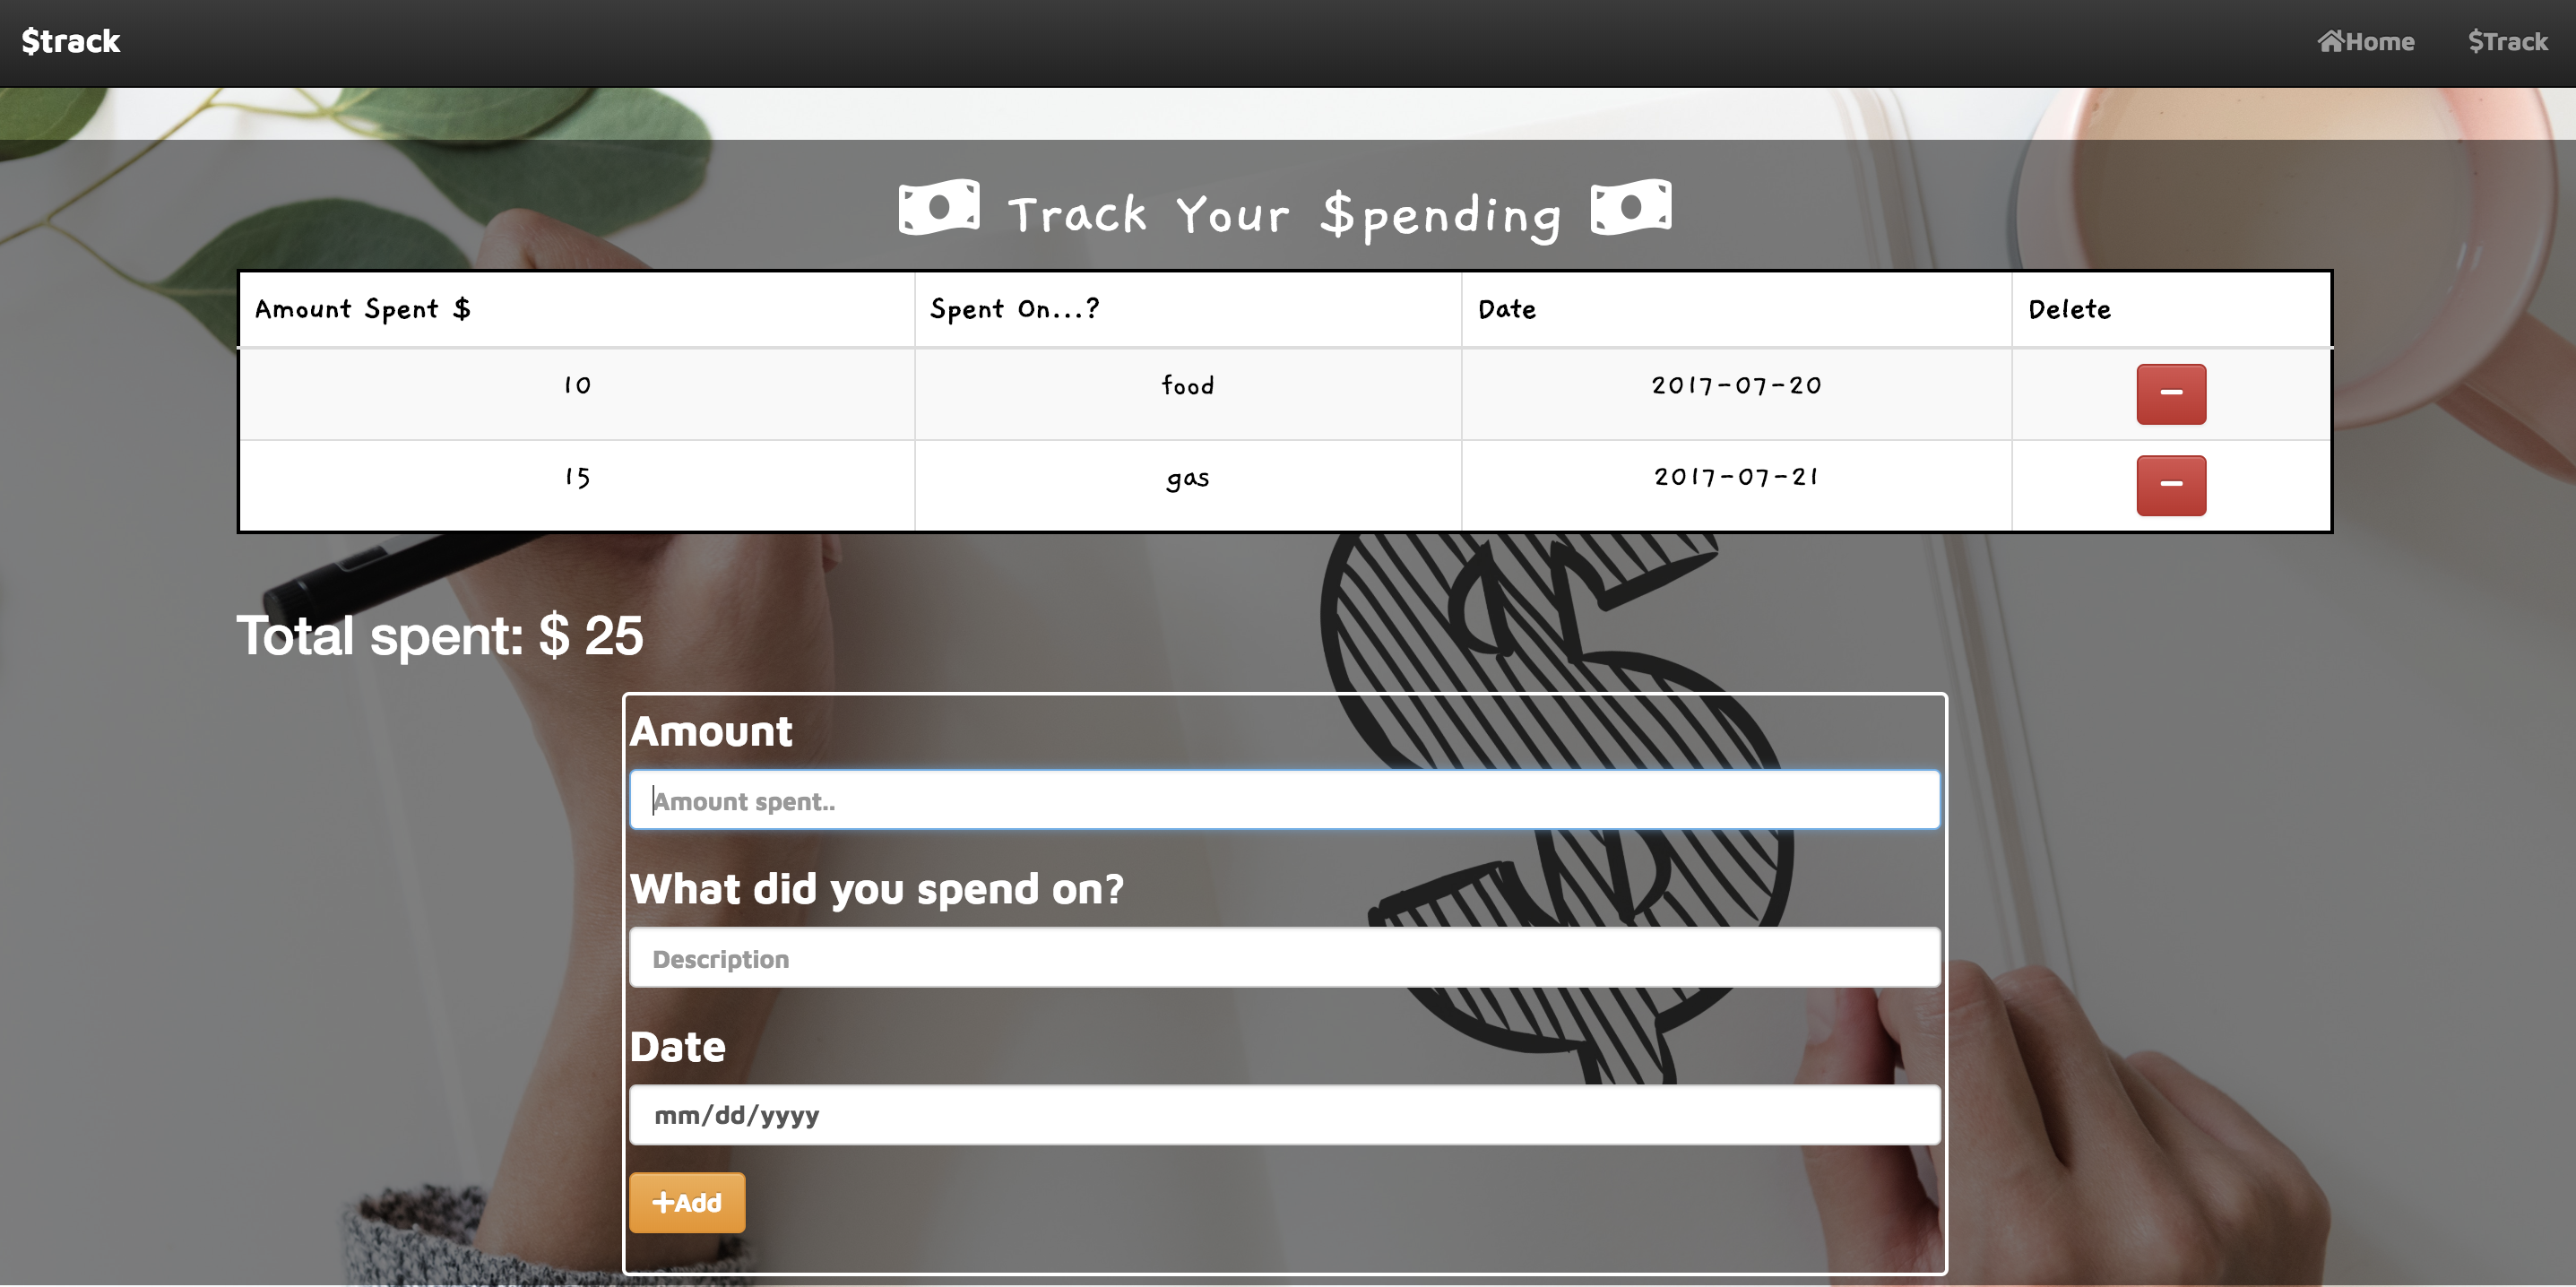 $track
Home $Track
Track Your $pending
Amount Spent $ Spent On...? Date Delete
10 food 2017-07-20
15 gas 2017-07-21
Total spent: $ 25
Amount
Amount spent..
What did you spend on?
Description
Date
mm/dd/yyyy
+Add